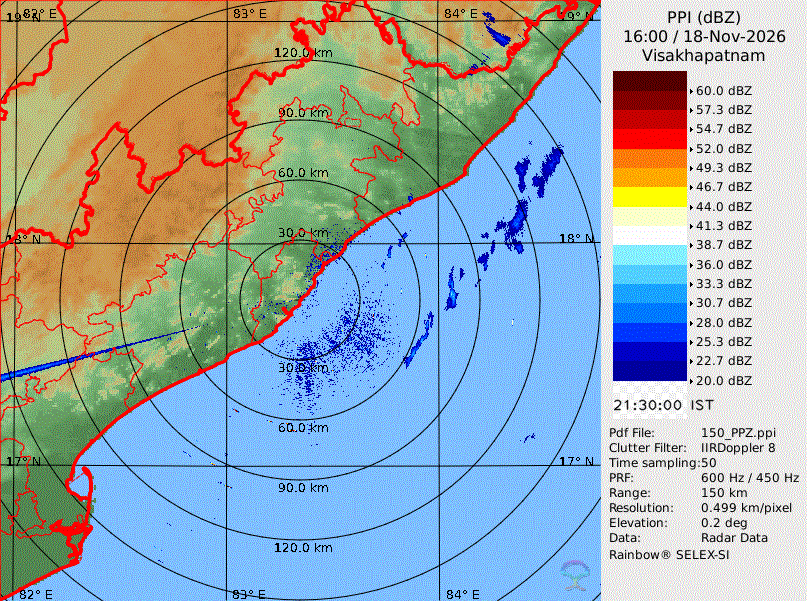 82° E
83° E
84° E
19° N
19° N
120.0 km
90.0 km
60.0 km
30.0 km
18° N
18° N
30.0 km
60.0 km
17° N
17° N
90.0 km
120.0 km
82° E
83° E
84° E
PPI (dBZ)
16:00 / 18-Nov-2026
Visakhapatnam
60.0 dBZ
57.3 dBZ
54.7 dBZ
52.0 dBZ
49.3 dBZ
46.7 dBZ
44.0 dBZ
41.3 dBZ
38.7 dBZ
36.0 dBZ
33.3 dBZ
30.7 dBZ
28.0 dBZ
25.3 dBZ
22.7 dBZ
20.0 dBZ
21:30:00 IST
Pdf File: 150_PPZ.ppi
Clutter Filter: IIRDoppler 8
Time sampling:50
PRF: 600 Hz / 450 Hz
Range: 150 km
Resolution: 0.499 km/pixel
Elevation: 0.2 deg
Data: Radar Data
Rainbow® SELEX-SI